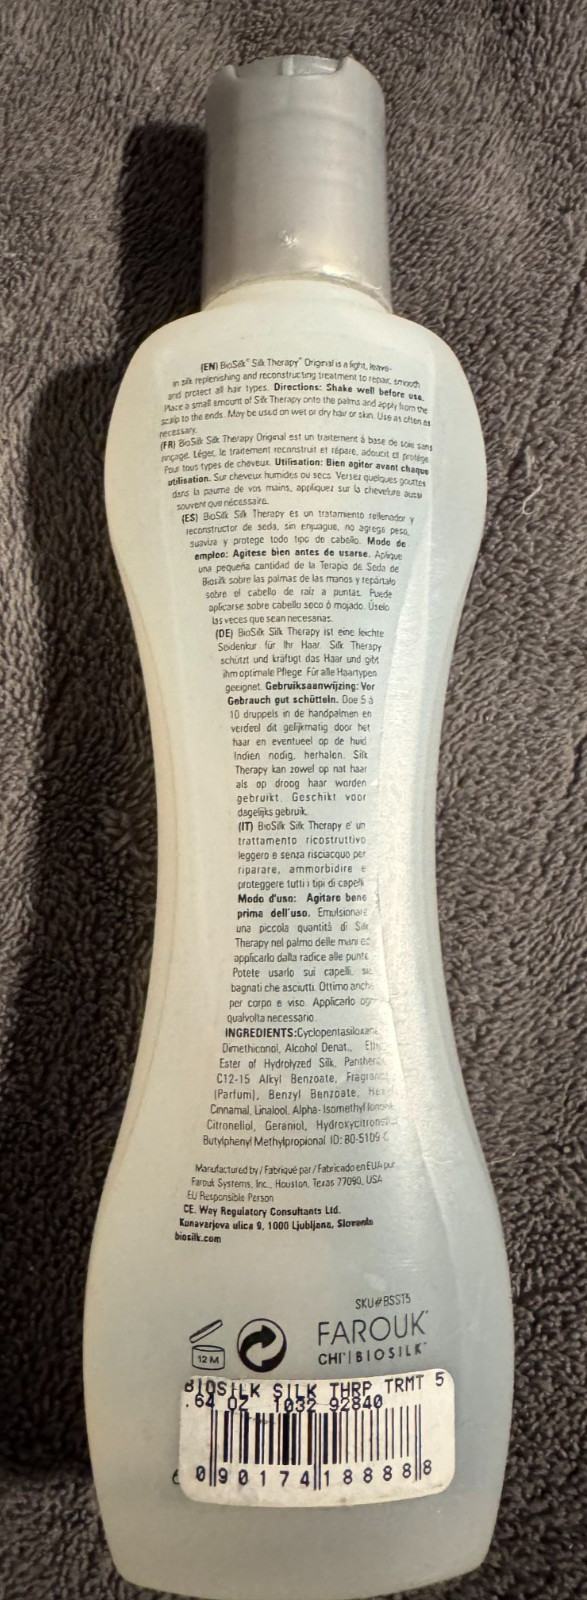 (EN) BioSilk® Silk Therapy® Original is a light, leave-
in silk replenishing and reconstructing treatment to repair, smooth
and protect all hair types. Directions: Shake well before use.
Place a small amount of Silk Therapy onto the palms and apply from the
scalp to the ends. May be used on wet or dry hair or skin. Use as often as
necessary.
(FR) BioSilk Silk Therapy Original est un traitement à base de soie sans
rinçage. Léger, le traitement reconstruit et répare, adoucit et protège.
Pour tous types de cheveux. Utilisation: Bien agiter avant chaque
utilisation. Sur cheveux humides ou secs. Versez quelques gouttes
dans la paume de vos mains, appliquez sur la chevelure aussi
souvent que nécessaire.
(ES) BioSilk Silk Therapy es un tratamiento rellenador y
reconstructor de seda, sin enjuague, no agrega peso,
suaviza y protege todo tipo de cabello. Modo de
empleo: Agitese bien antes de usarse. Aplique
una pequeña cantidad de la Terapia de Seda de
Biosilk sobre las palmas de las manos y repártalo
sobre el cabello de raíz a puntas. Puede
aplicarse sobre cabello seco ó mojado. Úselo
las veces que sean necesarias.
(DE) BioSilk Silk Therapy ist eine leichte
Seidenkur für Ihr Haar. Silk Therapy
schützt und kräftigt das Haar und gibt
ihm optimale Pflege. Für alle Haartypen
geeignet. Gebruiksaanwijzing: Vor
Gebrauch gut schütteln. Doe 5 à
10 druppels in de handpalmen en
verdeel dit gelijkmatig door het
haar en eventueel op de huid.
Indien nodig, herhalen. Silk
Therapy kan zowel op nat haar
als op droog haar worden
gebruikt. Geschikt voor
dagelijks gebruik.
(IT) BioSilk Silk Therapy e' un
trattamento ricostruttivo
leggero e senza risciacquo per
riparare, ammorbidire e
proteggere tutti i tipi di capelli.
Modo d'uso: Agitare bene
prima dell'uso. Emulsionare
una piccola quantità di Silk
Therapy nel palmo delle mani ed
applicarlo dalla radice alle punte.
Potete usarlo sui capelli, sia
bagnati che asciutti. Ottimo anche
per corpo e viso. Applicarlo ogni
qualvolta necessario.
INGREDIENTS:Cyclopentasiloxane,
Dimethiconol, Alcohol Denat.,
Ester of Hydrolyzed Silk,
C12-15 Alkyl Benzoate, Fragrance
(Parfum), Benzyl Benzoate,
Cinnamal, Linalool, Alpha-Isomethyl Ionone,
Citronellol, Geraniol,
Butylphenyl Methylpropional ID: B0-5109
Manufactured by / Fabriqué par / Fabricado en EUA por
Farouk Systems, Inc., Houston, Texas 77090, USA
EU Responsible Person
CE. Way Regulatory Consultants Ltd.
Kunavarjova ulica 9, 1000 Ljubljana, Slovenia
biosilk.com
SKU#BSST5
12 M
FAROUK
CHI | BIOSILK
BIOSILK SILK THRP TRMT 5
.64 OZ 1032 92840
0 90174 18888 8